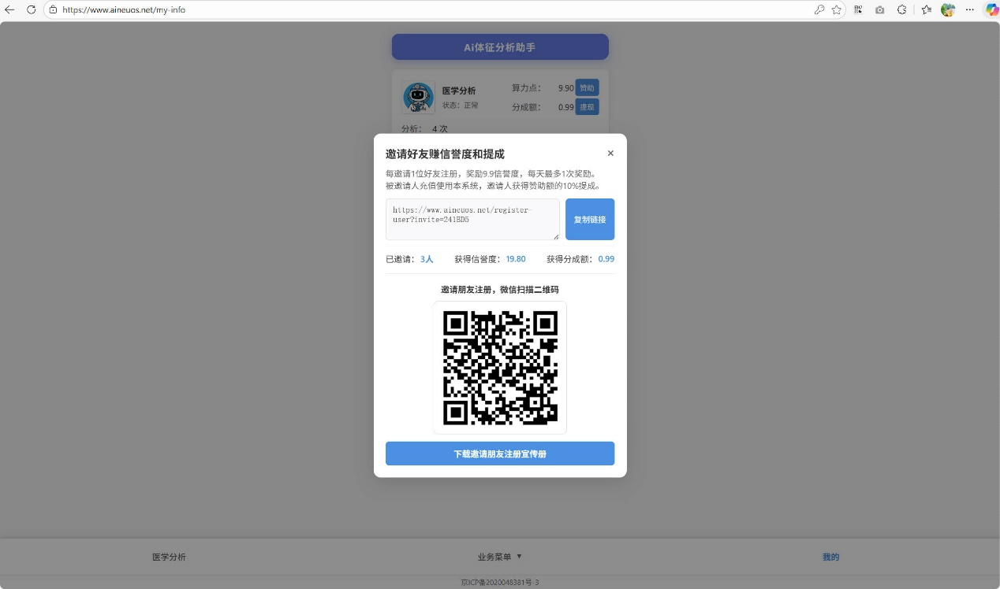 https://www.aineuos.net/my-info
Ai体征分析助手
医学分析
状态：正常
算力点： 9.90 赞助
分成额： 0.99 提现
分析： 4 次
邀请好友赚信誉度和提成 ×
每邀请1位好友注册，奖励9.9信誉度，每天最多1次奖励。
被邀请人充值使用本系统，邀请人获得赞助额的10%提成。
https://www.aineuos.net/register-
user?invite=241BD5
复制链接
已邀请：3人 获得信誉度：19.80 获得分成额：0.99
邀请朋友注册，微信扫描二维码
下载邀请朋友注册宣传册
医学分析 业务菜单 ▼ 我的
京ICP备2020048381号-3